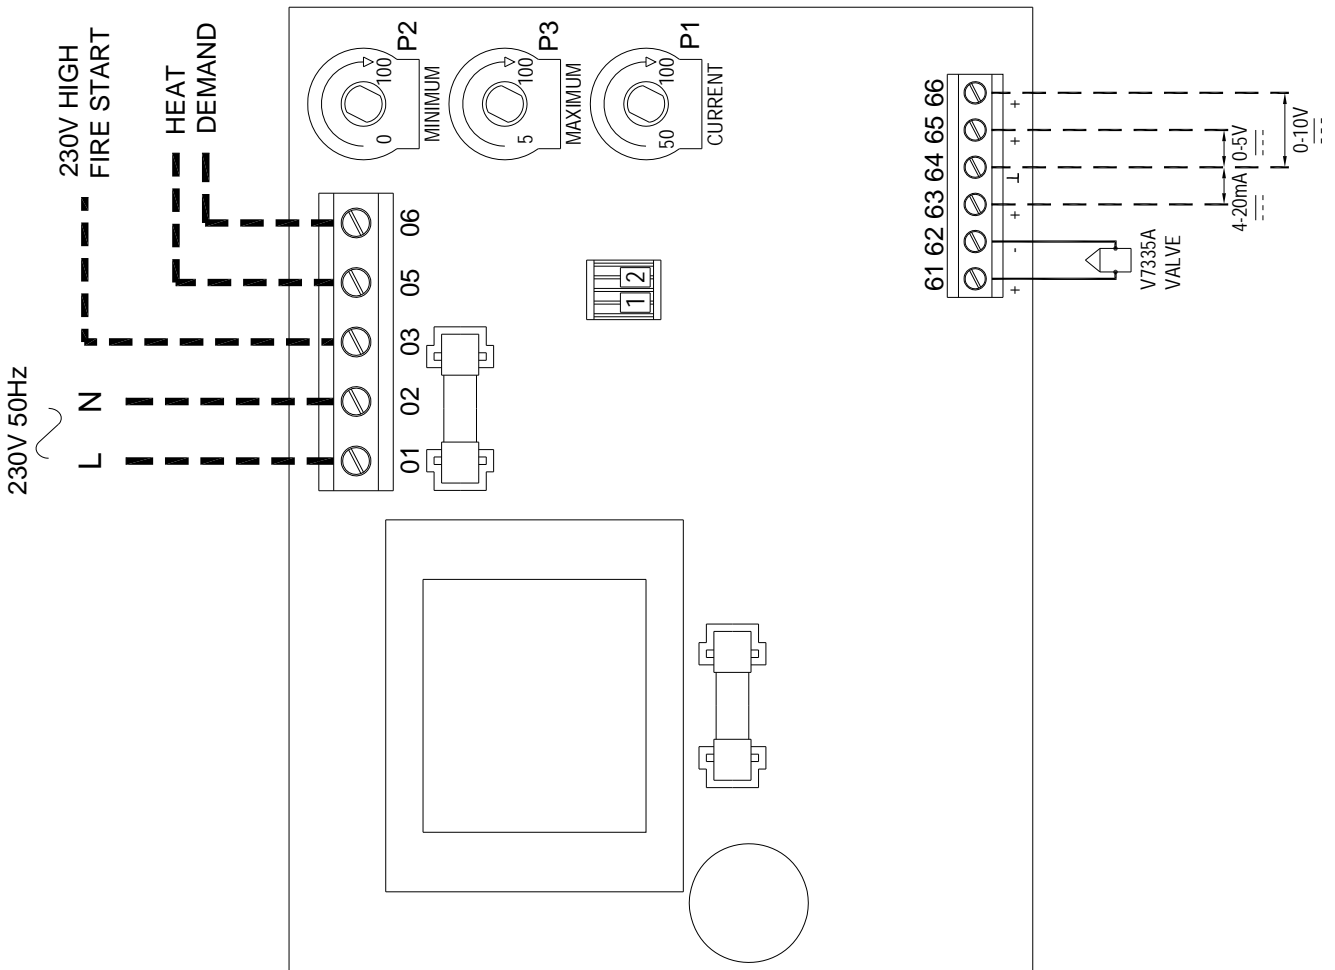 230V 50Hz
L
N
230V HIGH
FIRE START
HEAT
DEMAND
01
02
03
05
06
0
100
P2
MINIMUM
5
100
P3
MAXIMUM
50
100
P1
CURRENT
1
2
61
62
63
64
65
66
+
-
+
⊥
+
+
V7335A
VALVE
4-20mA
0-5V
0-10V